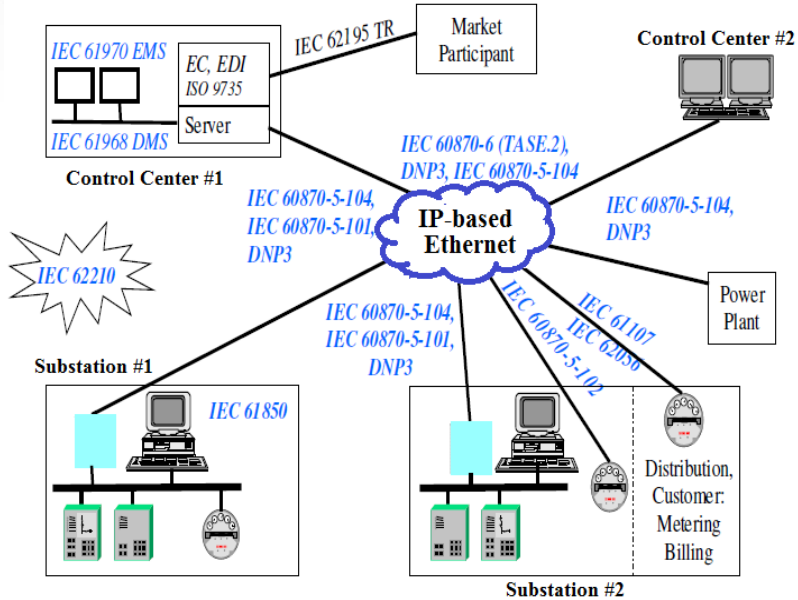 IEC 61970 EMS
EC, EDI
ISO 9735
Server
IEC 61968 DMS
Control Center #1
IEC 62195 TR
Market
Participant
Control Center #2
IEC 60870-6 (TASE.2),
DNP3, IEC 60870-5-104
IEC 60870-5-104,
IEC 60870-5-101,
DNP3
IP-based
Ethernet
IEC 60870-5-104,
DNP3
IEC 62210
Power
Plant
IEC 60870-5-104,
IEC 60870-5-101,
DNP3
IEC 60870-5-102
IEC 61107
IEC 62056
Substation #1
IEC 61850
Distribution,
Customer:
Metering
Billing
Substation #2